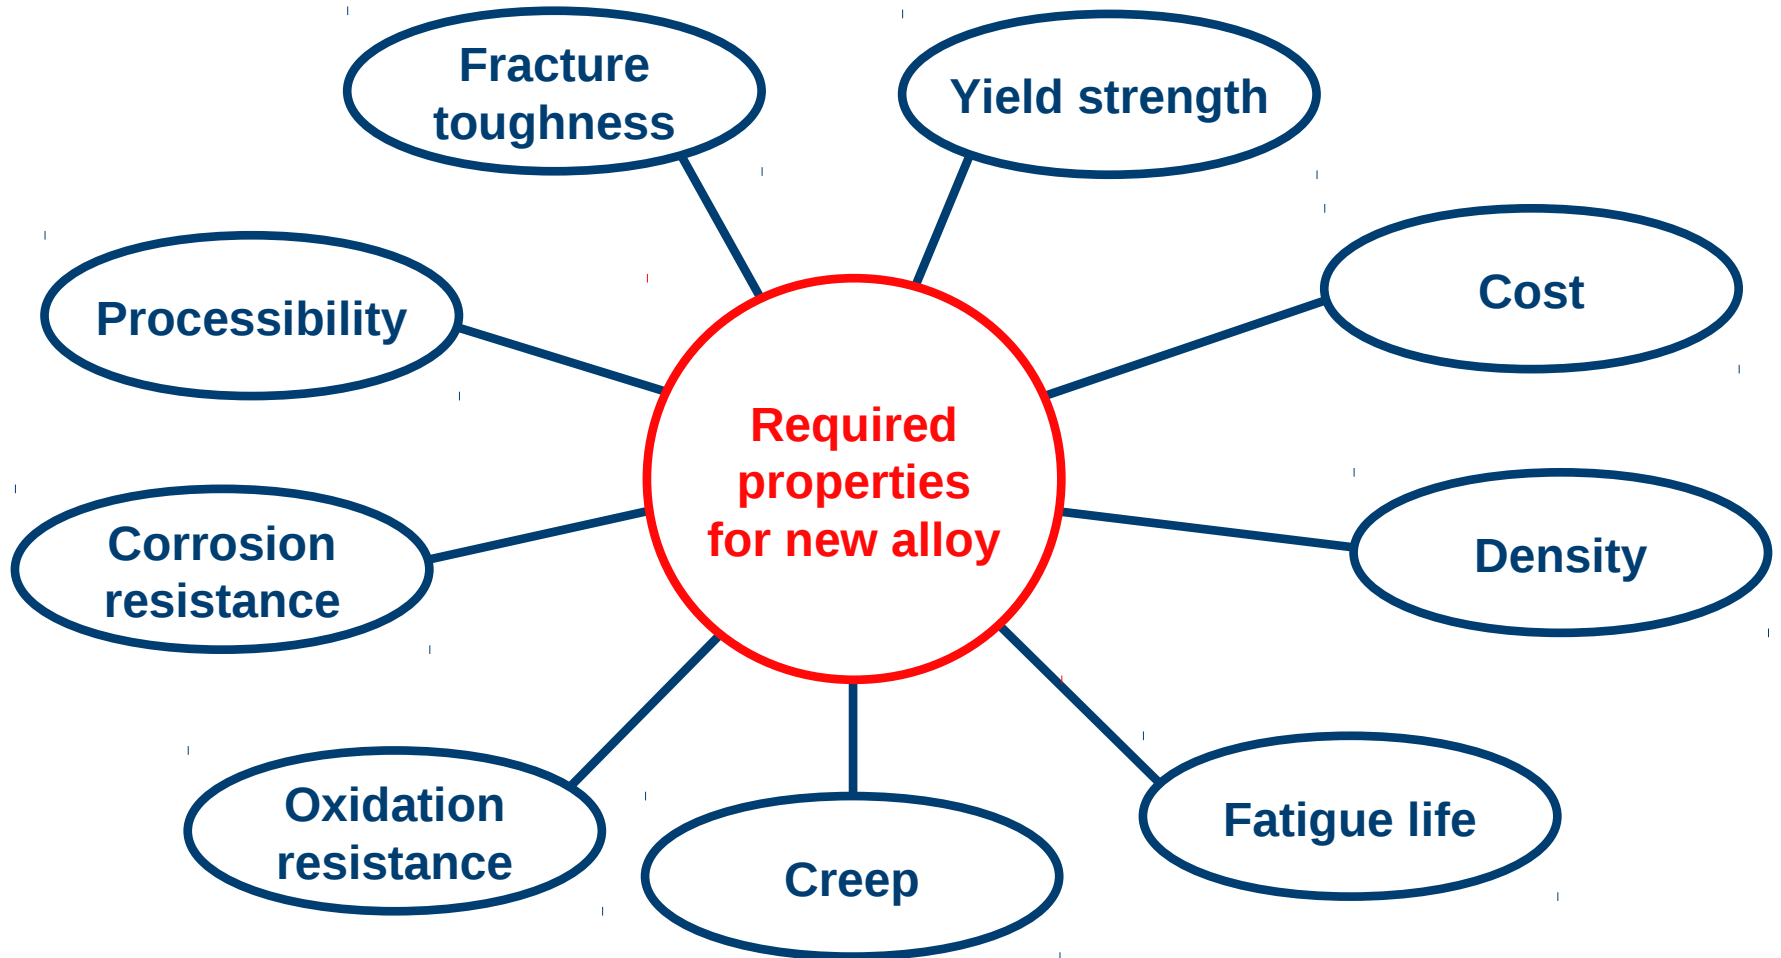 Fracture
toughness
Yield strength
Processibility
Cost
Required
properties
for new alloy
Corrosion
resistance
Density
Oxidation
resistance
Creep
Fatigue life